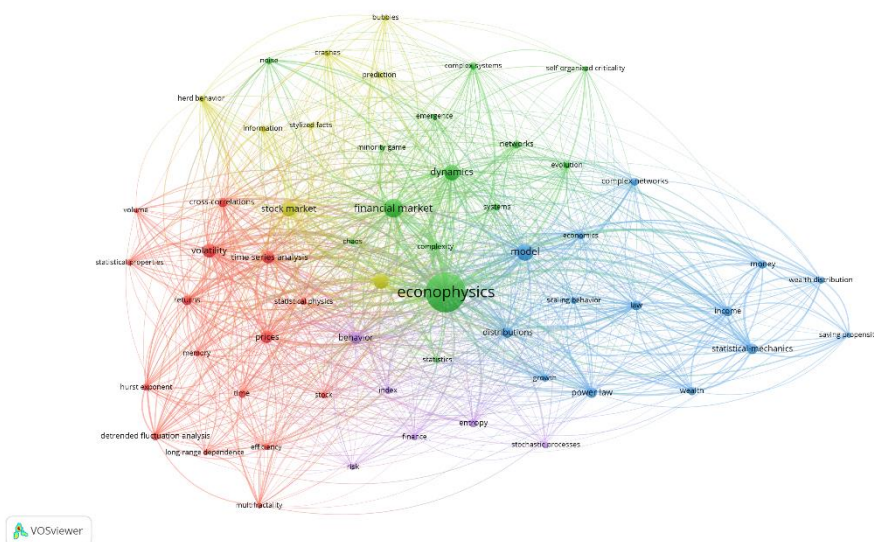 bubbles
crashes
noise
complex systems
self organised criticality
prediction
herd behavior
emergence
information
stylized facts
minority game
networks
dynamics
evolution
complex networks
cross correlations
volume
stock market
financial market
systems
economics
chaos
complexity
volatility
time series analysis
model
statistical properties
money
wealth distribution
econophysics
returns
statistical physics
scaling behavior
law
income
saving propensit
prices
behavior
distributions
statistical mechanics
memory
statistics
growth
hurst exponent
time
stock
index
power law
wealth
entropy
detrended fluctuation analysis
finance
efficiency
long range dependence
stochastic processes
risk
multifractality
VOSviewer